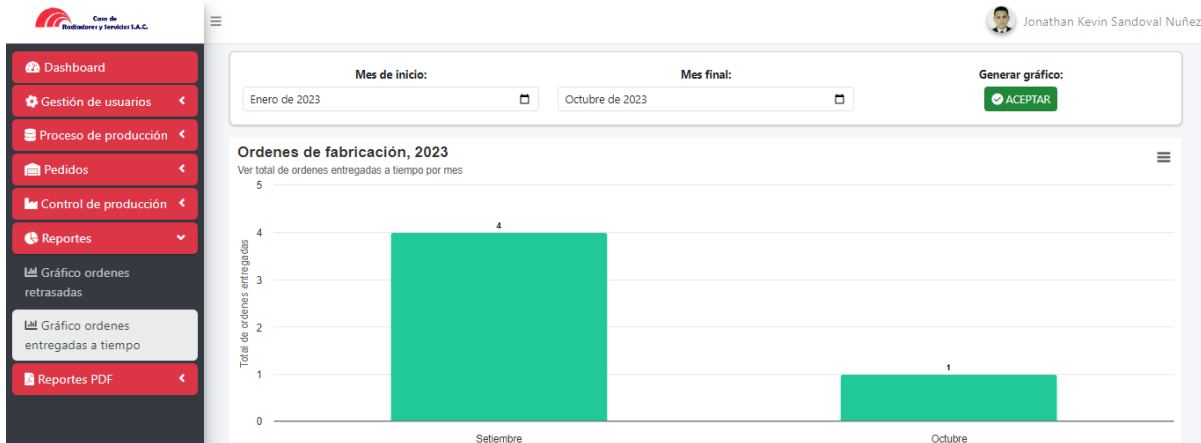 Casa de
Radiadores y Servicios S.A.C.
Jonathan Kevin Sandoval Nuñez
Dashboard
Gestión de usuarios
Proceso de producción
Pedidos
Control de producción
Reportes
Gráfico ordenes
retrasadas
Gráfico ordenes
entregadas a tiempo
Reportes PDF
Mes de inicio:
Mes final:
Generar gráfico:
Enero de 2023
Octubre de 2023
ACEPTAR
Ordenes de fabricación, 2023
Ver total de ordenes entregadas a tiempo por mes
Total de ordenes entregadas
5
4
3
2
1
0
4
1
Setiembre
Octubre